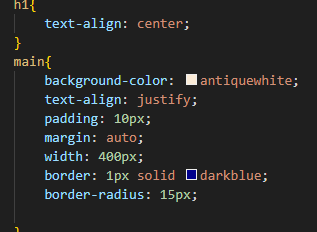 h1{
text-align: center;
}
main{
background-color: antiquewhite;
text-align: justify;
padding: 10px;
margin: auto;
width: 400px;
border: 1px solid darkblue;
border-radius: 15px;
}